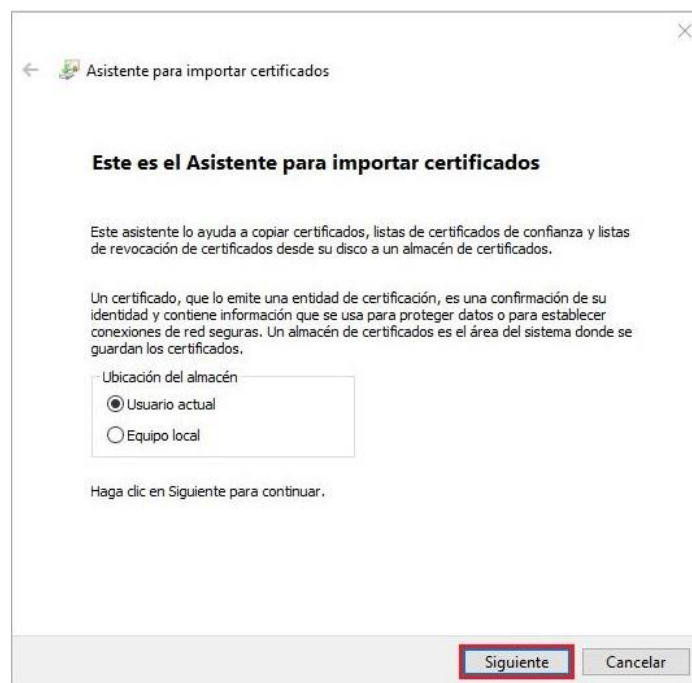 Asistente para importar certificados
Este es el Asistente para importar certificados
Este asistente lo ayuda a copiar certificados, listas de certificados de confianza y listas
de revocación de certificados desde su disco a un almacén de certificados.
Un certificado, que lo emite una entidad de certificación, es una confirmación de su
identidad y contiene información que se usa para proteger datos o para establecer
conexiones de red seguras. Un almacén de certificados es el área del sistema donde se
guardan los certificados.
Ubicación del almacén
Usuario actual
Equipo local
Haga clic en Siguiente para continuar.
Siguiente Cancelar